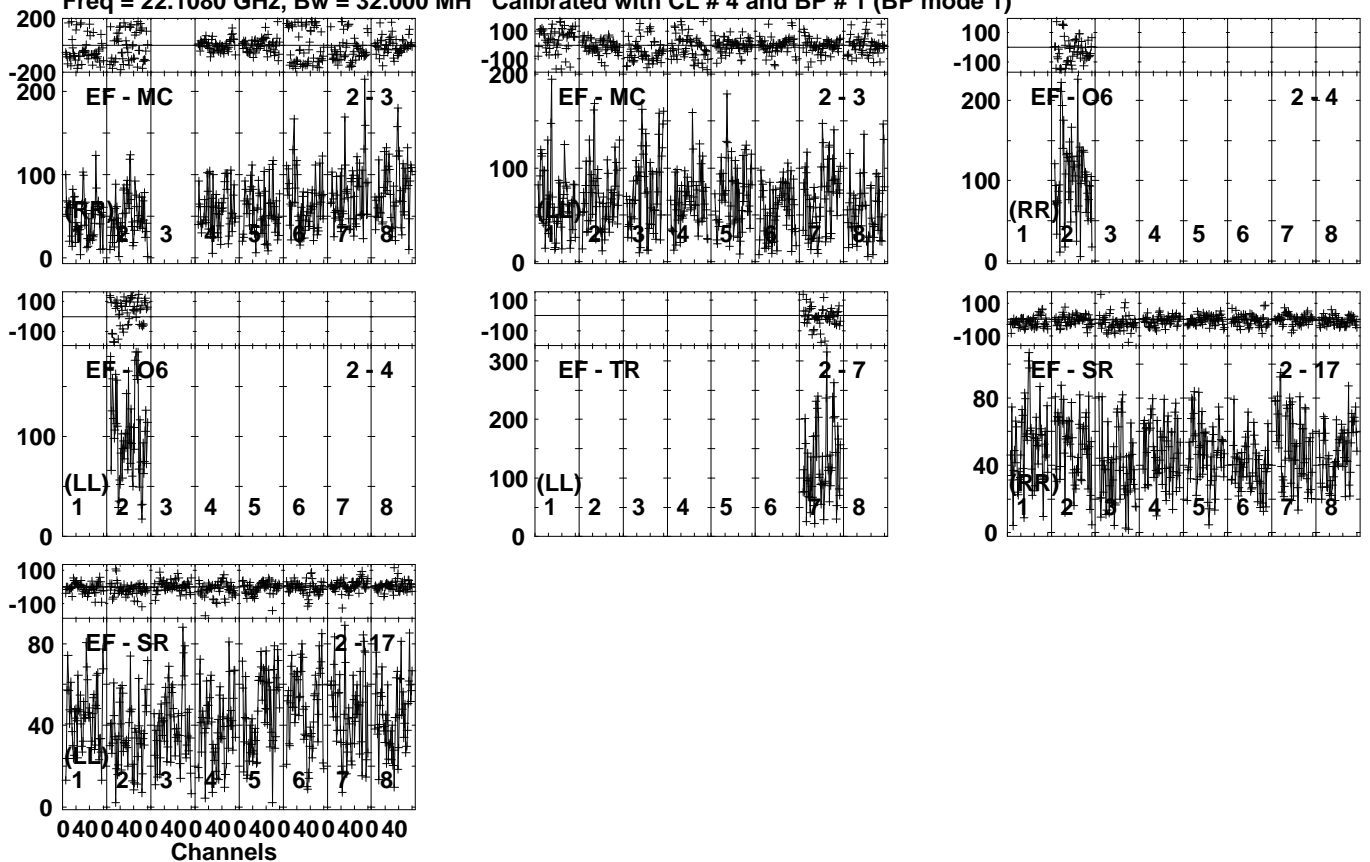 Freq = 22.1080 GHz, Bw = 32.000 MH Calibrated with CL # 4 and BP # 1 (BP mode 1)
200
-200
200
100
0
EF - MC 2 - 3
(RR)
1 2 3 4 5 6 7 8
100
-100
200
100
0
EF - MC 2 - 3
(LL)
1 2 3 4 5 6 7 8
100
-100
200
100
0
EF - O6 2 - 4
(RR)
1 2 3 4 5 6 7 8
100
-100
100
0
EF - O6 2 - 4
(LL)
1 2 3 4 5 6 7 8
100
-100
300
200
100
0
EF - TR 2 - 7
(LL)
1 2 3 4 5 6 7 8
100
-100
80
40
0
EF - SR 2 - 17
(RR)
1 2 3 4 5 6 7 8
100
-100
80
40
0
EF - SR 2 - 17
(LL)
1 2 3 4 5 6 7 8
0 40 0 40 0 40 0 40 0 40 0 40 0 40 0 40
Channels